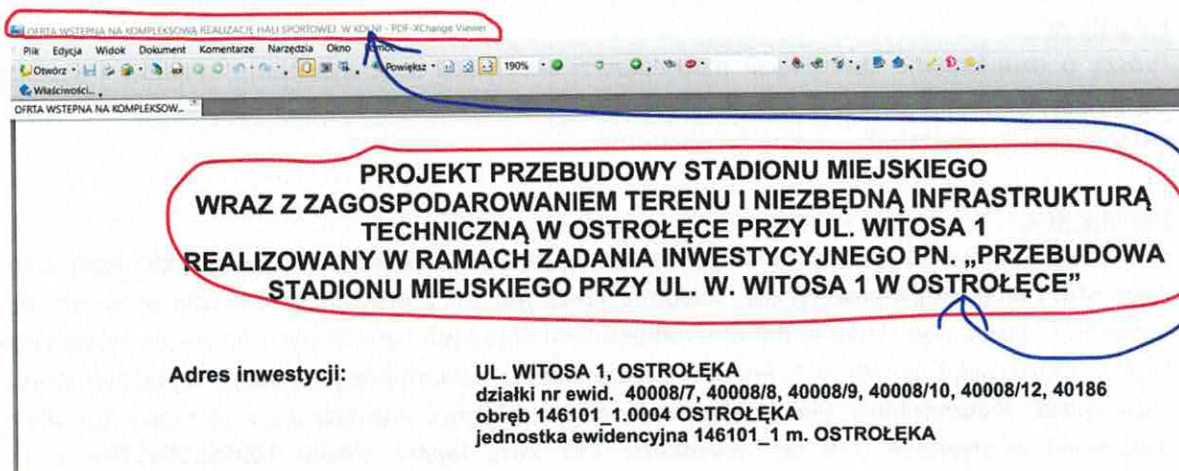 OFERTA WSTEPNA NA KOMPLEKSOWĄ REALIZACJĘ HALI SPORTOWEJ W KOLNI - PDF-XChange Viewer
Plik Edycja Widok Dokument Komentarze Narzędzia Okno Pomoc
Otwórz Powiększ 190%
Właściwości...
OFRTA WSTEPNA NA KOMPLEKSOW...
PROJEKT PRZEBUDOWY STADIONU MIEJSKIEGO
WRAZ Z ZAGOSPODAROWANIEM TERENU I NIEZBĘDNĄ INFRASTRUKTURĄ
TECHNICZNĄ W OSTROŁĘCE PRZY UL. WITOSA 1
REALIZOWANY W RAMACH ZADANIA INWESTYCYJNEGO PN. „PRZEBUDOWA
STADIONU MIEJSKIEGO PRZY UL. W. WITOSA 1 W OSTROŁĘCE”
Adres inwestycji: UL. WITOSA 1, OSTROŁĘKA
działki nr ewid. 40008/7, 40008/8, 40008/9, 40008/10, 40008/12, 40186
obręb 146101_1.0004 OSTROŁĘKA
jednostka ewidencyjna 146101_1 m. OSTROŁĘKA